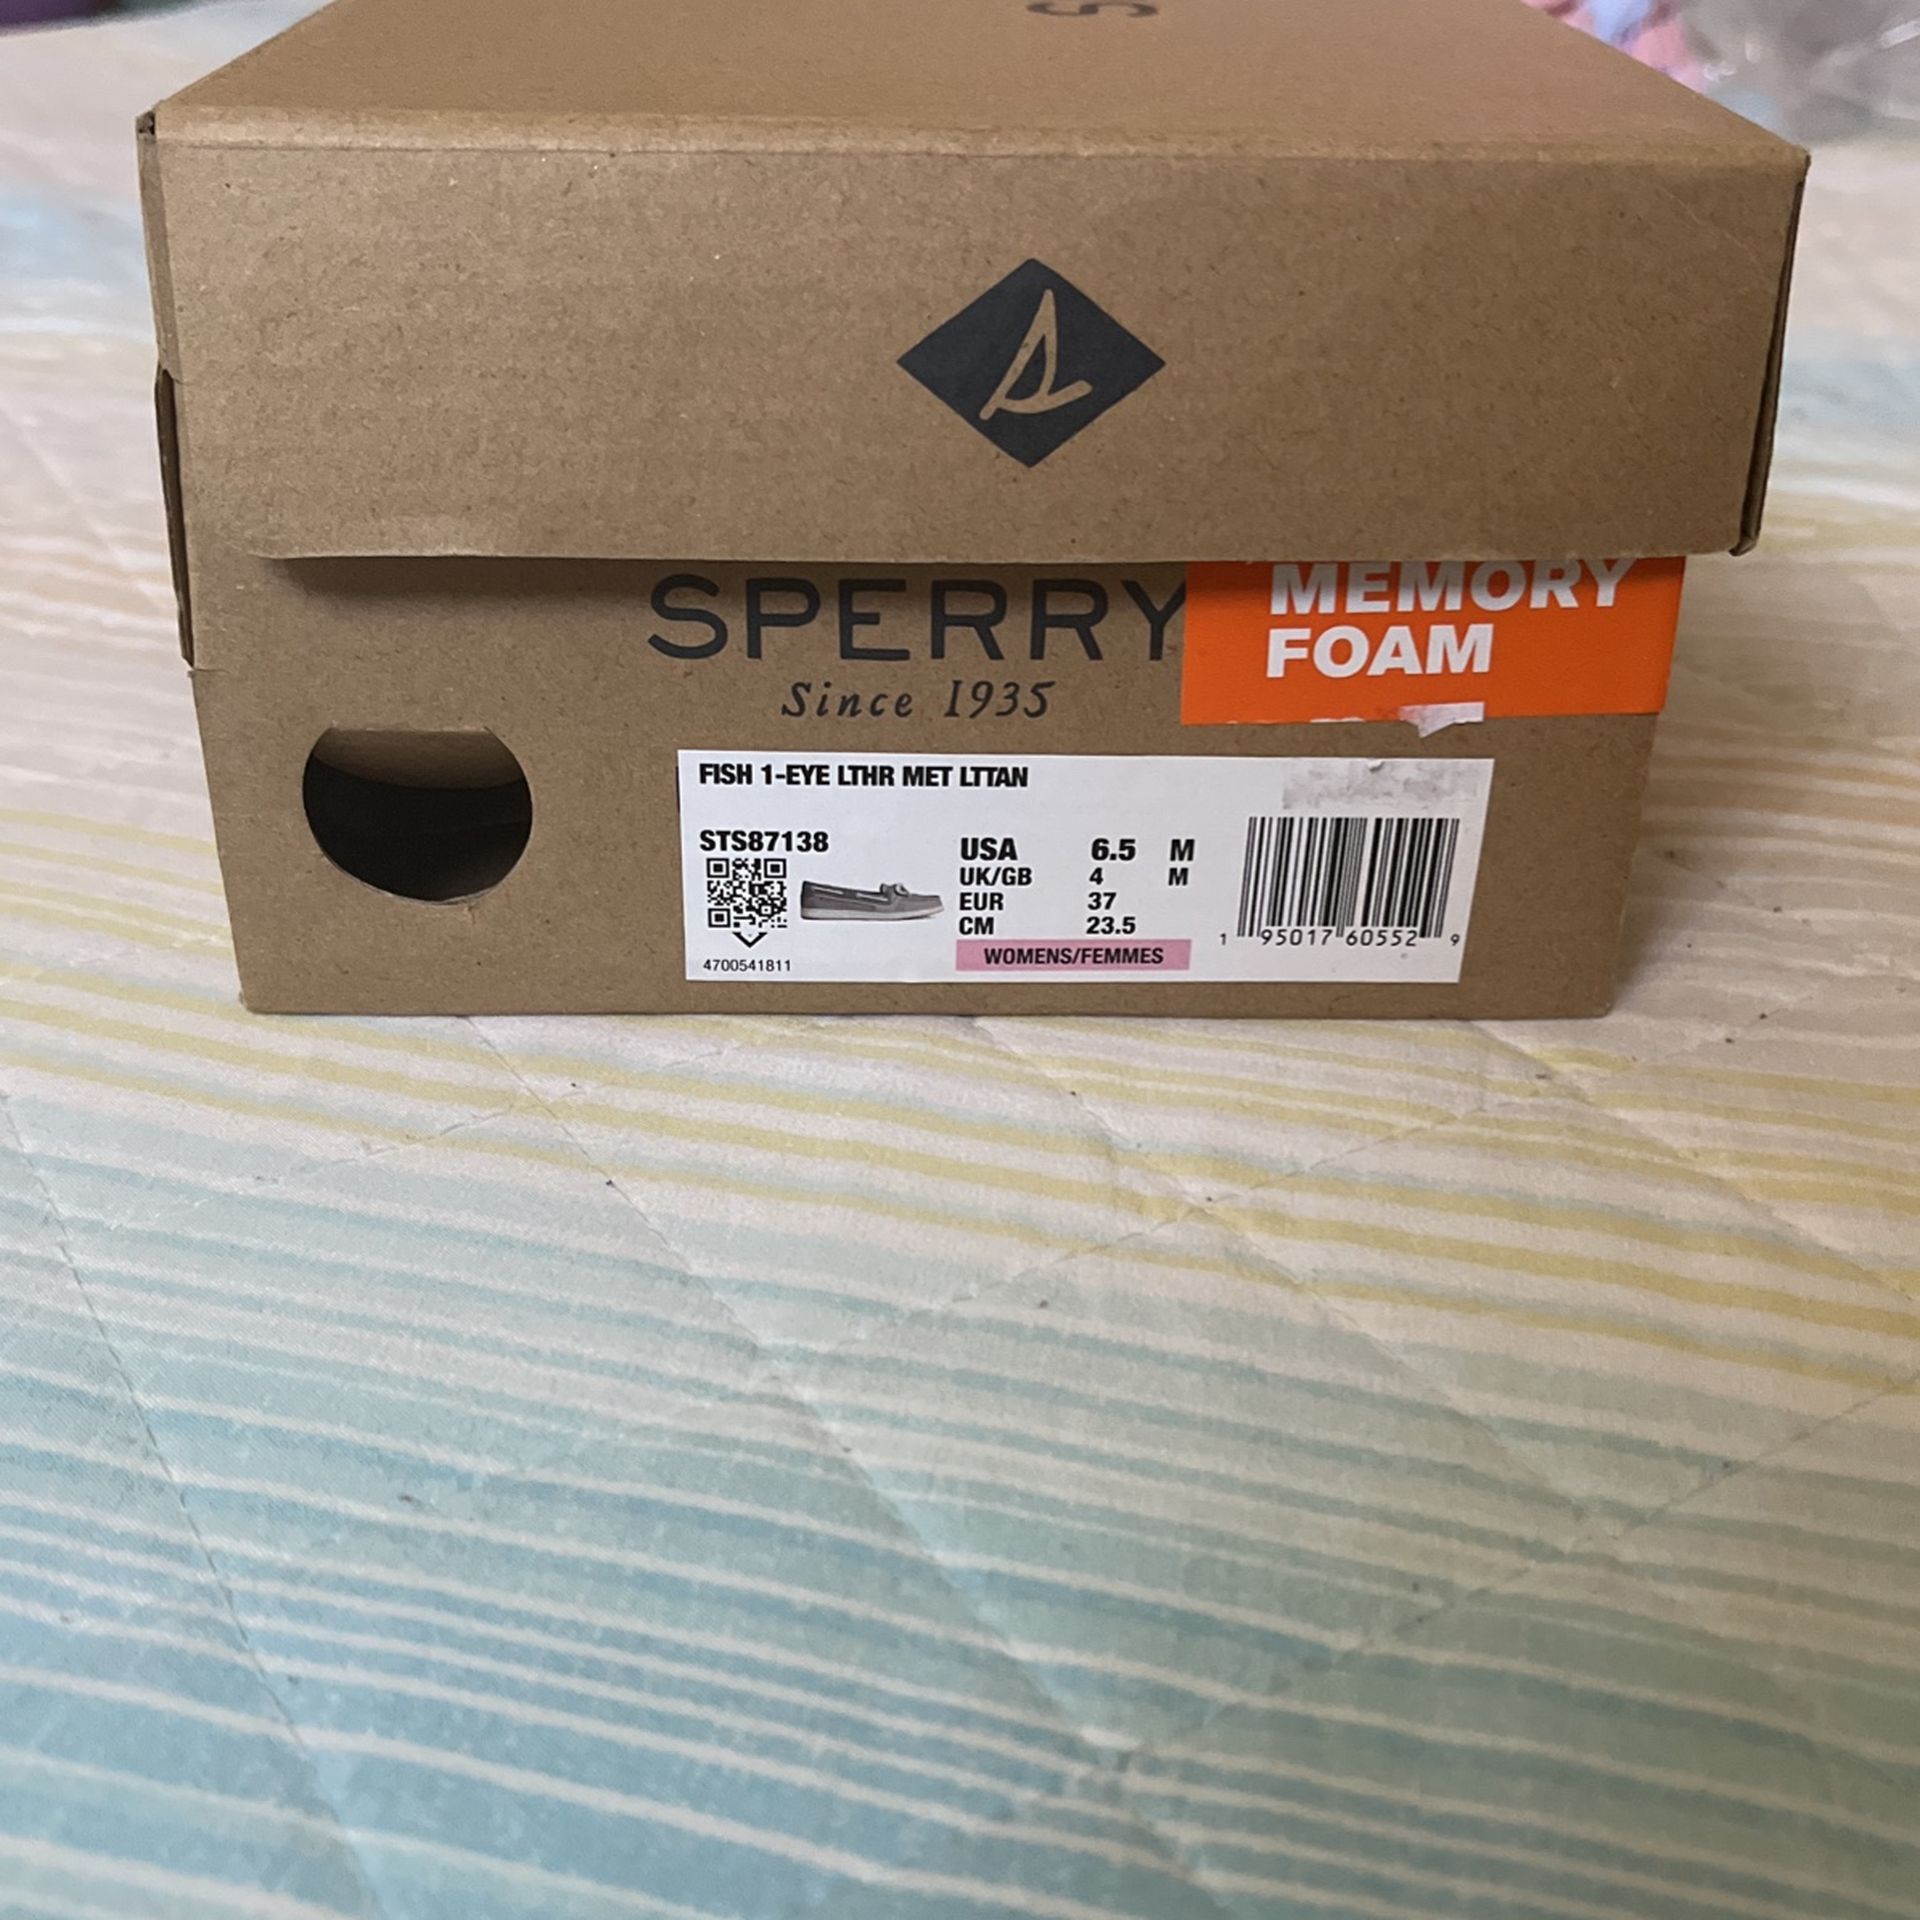 S
SPERRY
Since 1935
MEMORY
FOAM
FISH 1-EYE LTHR MET LTTAN
STS87138
USA 6.5 M
UK/GB 4 M
EUR 37
CM 23.5
WOMENS/FEMMES
4700541811
1 95017 60552 9